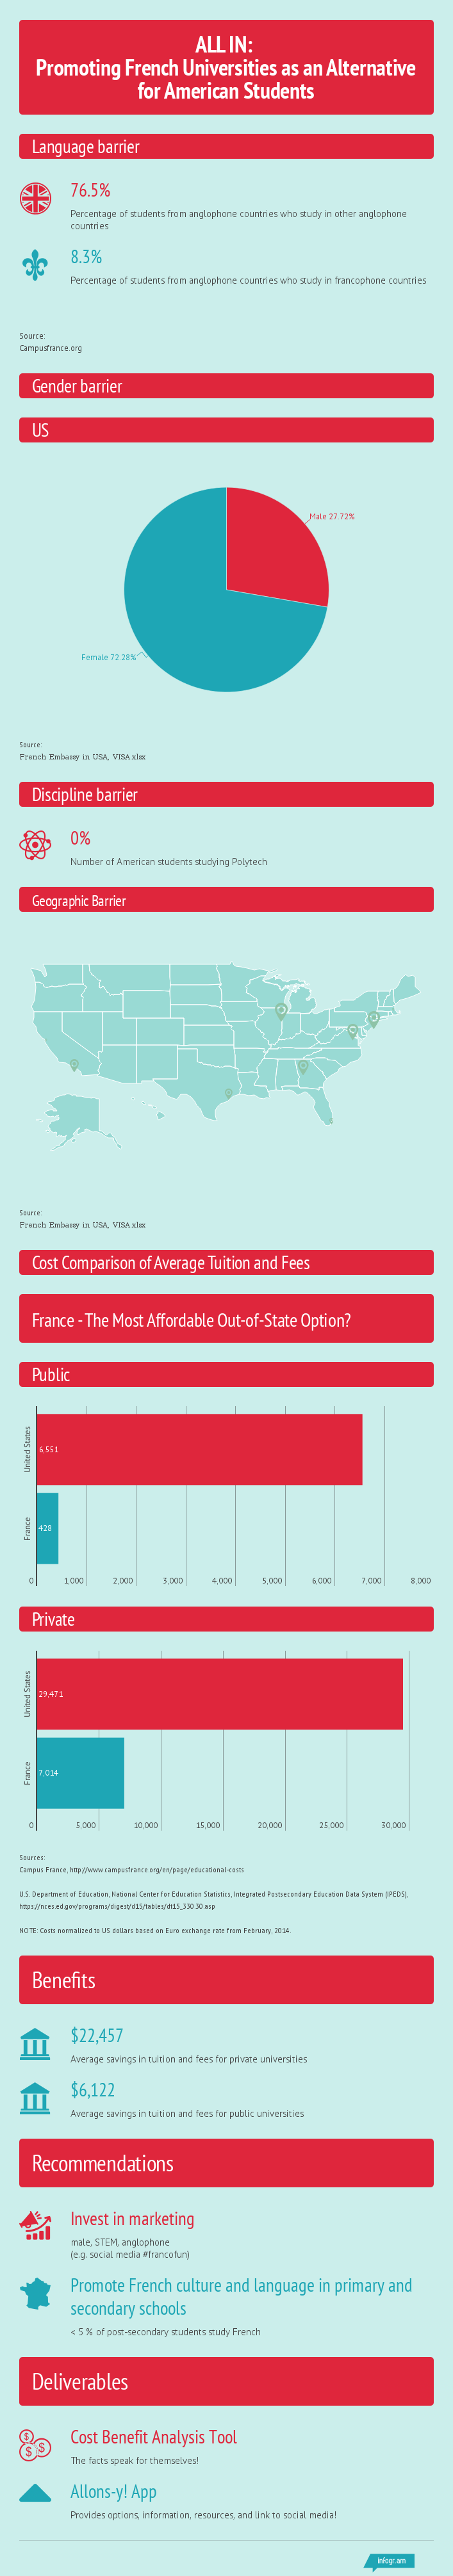 ALL IN:
Promoting French Universities as an Alternative
for American Students
Language barrier
76.5%
Percentage of students from anglophone countries who study in other anglophone
countries
8.3%
Percentage of students from anglophone countries who study in francophone countries
Source:
Campusfrance.org
Gender barrier
US
Male 27.72%
Female 72.28%
Source:
French Embassy in USA, VISA.xlsx
Discipline barrier
0%
Number of American students studying Polytech
Geographic Barrier
Source:
French Embassy in USA, VISA.xlsx
Cost Comparison of Average Tuition and Fees
France - The Most Affordable Out-of-State Option?
Public
United States
6,551
France
428
0 1,000 2,000 3,000 4,000 5,000 6,000 7,000 8,000
Private
United States
29,471
France
7,014
0 5,000 10,000 15,000 20,000 25,000 30,000
Sources:
Campus France, http://www.campusfrance.org/en/page/educational-costs
U.S. Department of Education, National Center for Education Statistics, Integrated Postsecondary Education Data System (IPEDS),
https://nces.ed.gov/programs/digest/d15/tables/dt15_330.30.asp
NOTE: Costs normalized to US dollars based on Euro exchange rate from February, 2014.
Benefits
$22,457
Average savings in tuition and fees for private universities
$6,122
Average savings in tuition and fees for public universities
Recommendations
Invest in marketing
male, STEM, anglophone
(e.g. social media #francofun)
Promote French culture and language in primary and
secondary schools
< 5 % of post-secondary students study French
Deliverables
Cost Benefit Analysis Tool
The facts speak for themselves!
Allons-y! App
Provides options, information, resources, and link to social media!
infogr.am